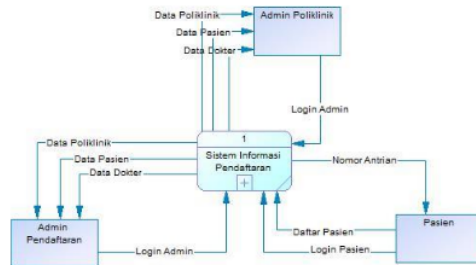 Data Poliklinik
Data Pasien
Data Dokter
Admin Poliklinik
Login Admin
Data Poliklinik
Data Pasien
Data Dokter
1
Sistem Informasi
Pendaftaran
Nomor Antrian
Admin
Pendaftaran
Login Admin
Daftar Pasien
Login Pasien
Pasien